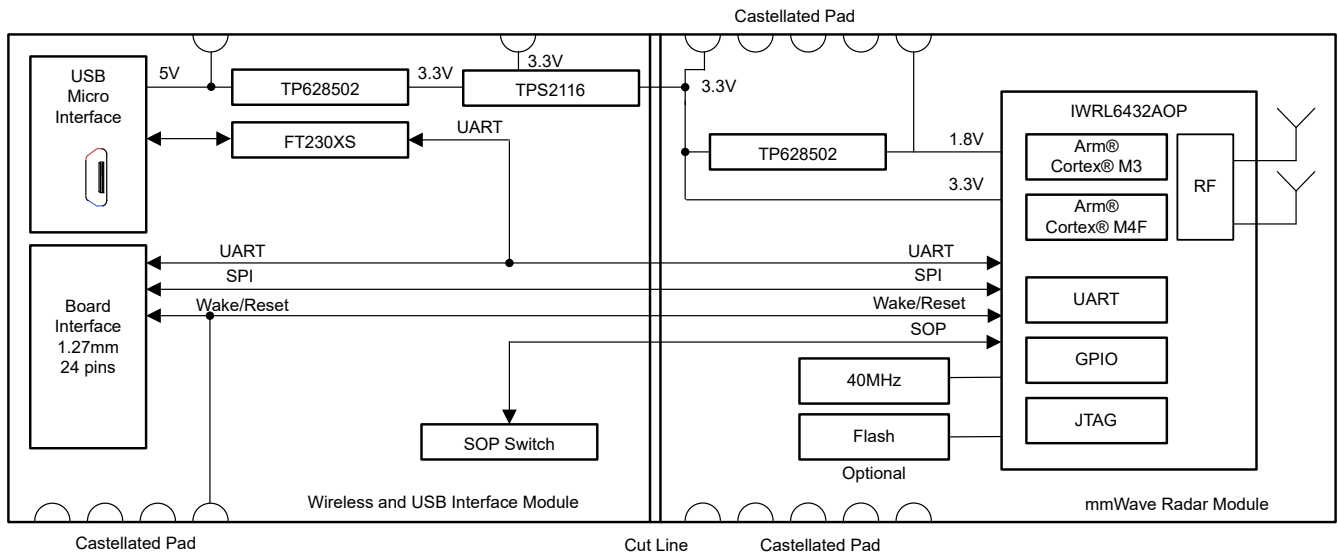 Castellated Pad
USB
Micro
Interface
5V
TP628502
3.3V
3.3V
TPS2116
3.3V
FT230XS
UART
TP628502
1.8V
3.3V
IWRL6432AOP
Arm®
Cortex® M3
Arm®
Cortex® M4F
RF
Board
Interface
1.27mm
24 pins
UART
SPI
Wake/Reset
UART
SPI
Wake/Reset
SOP
UART
GPIO
JTAG
40MHz
Flash
Optional
SOP Switch
Wireless and USB Interface Module
mmWave Radar Module
Castellated Pad
Cut Line
Castellated Pad